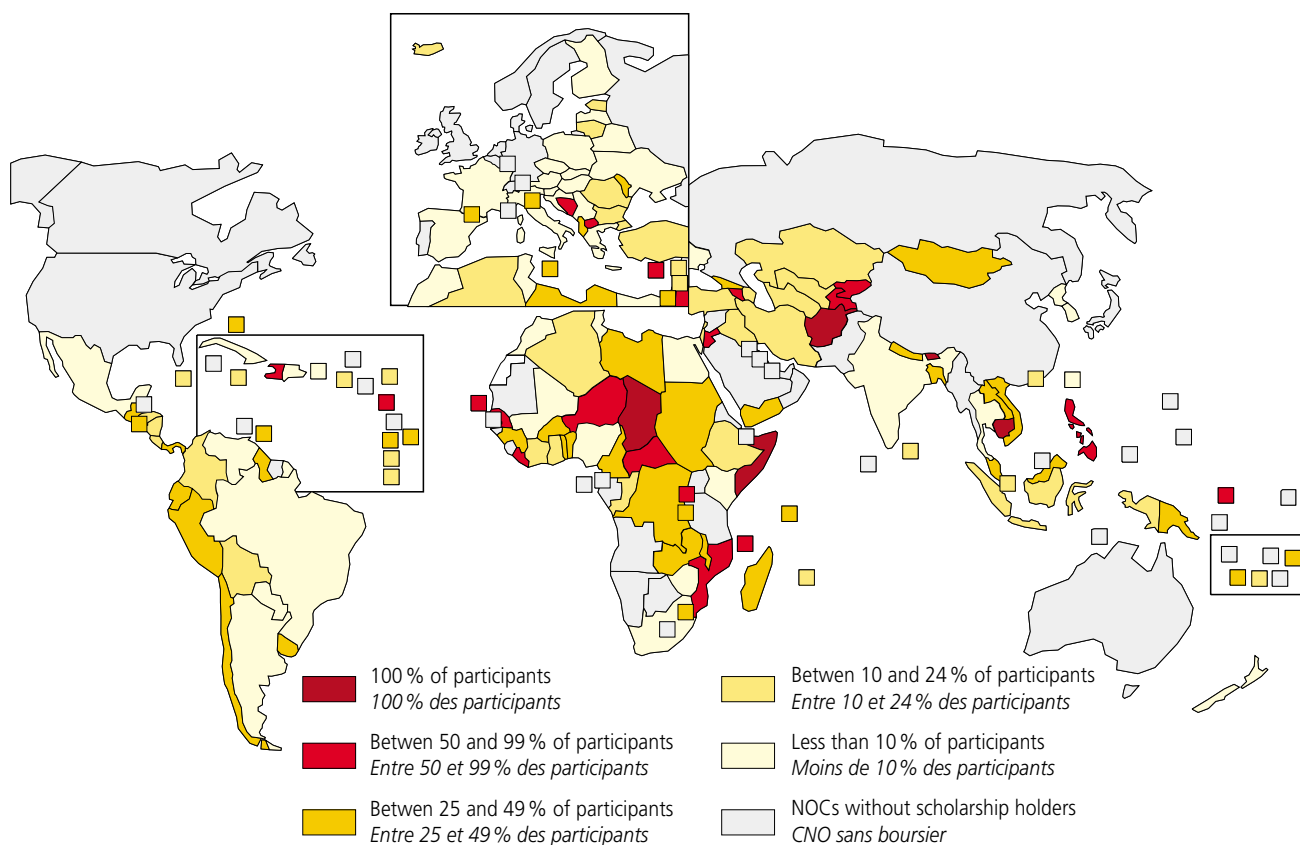 100 % of participants
100 % des participants
Betwen 50 and 99 % of participants
Entre 50 et 99 % des participants
Betwen 25 and 49 % of participants
Entre 25 et 49 % des participants
Betwen 10 and 24 % of participants
Entre 10 et 24 % des participants
Less than 10 % of participants
Moins de 10 % des participants
NOCs without scholarship holders
CNO sans boursier